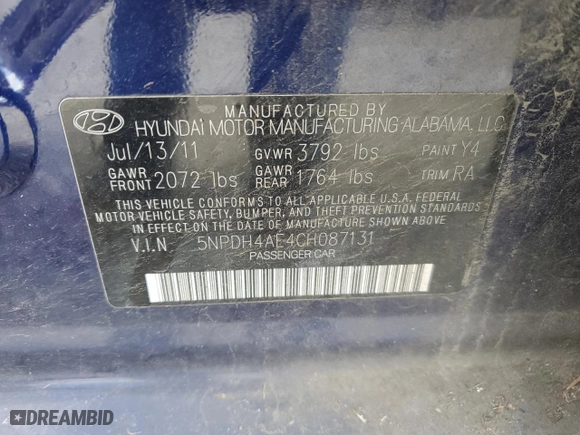 MANUFACTURED BY
HYUNDAI MOTOR MANUFACTURING ALABAMA, LLC
Jul/13/11 GVWR 3792 lbs PAINT Y4
GAWR FRONT 2072 lbs GAWR REAR 1764 lbs TRIM RA
THIS VEHICLE CONFORMS TO ALL APPLICABLE U.S.A. FEDERAL
MOTOR VEHICLE SAFETY, BUMPER, AND THEFT PREVENTION STANDARDS
IN EFFECT ON THE DATE OF MANUFACTURE SHOWN ABOVE.
V.I.N 5NPDH4AE4CH087131
PASSENGER CAR
DREAMBID